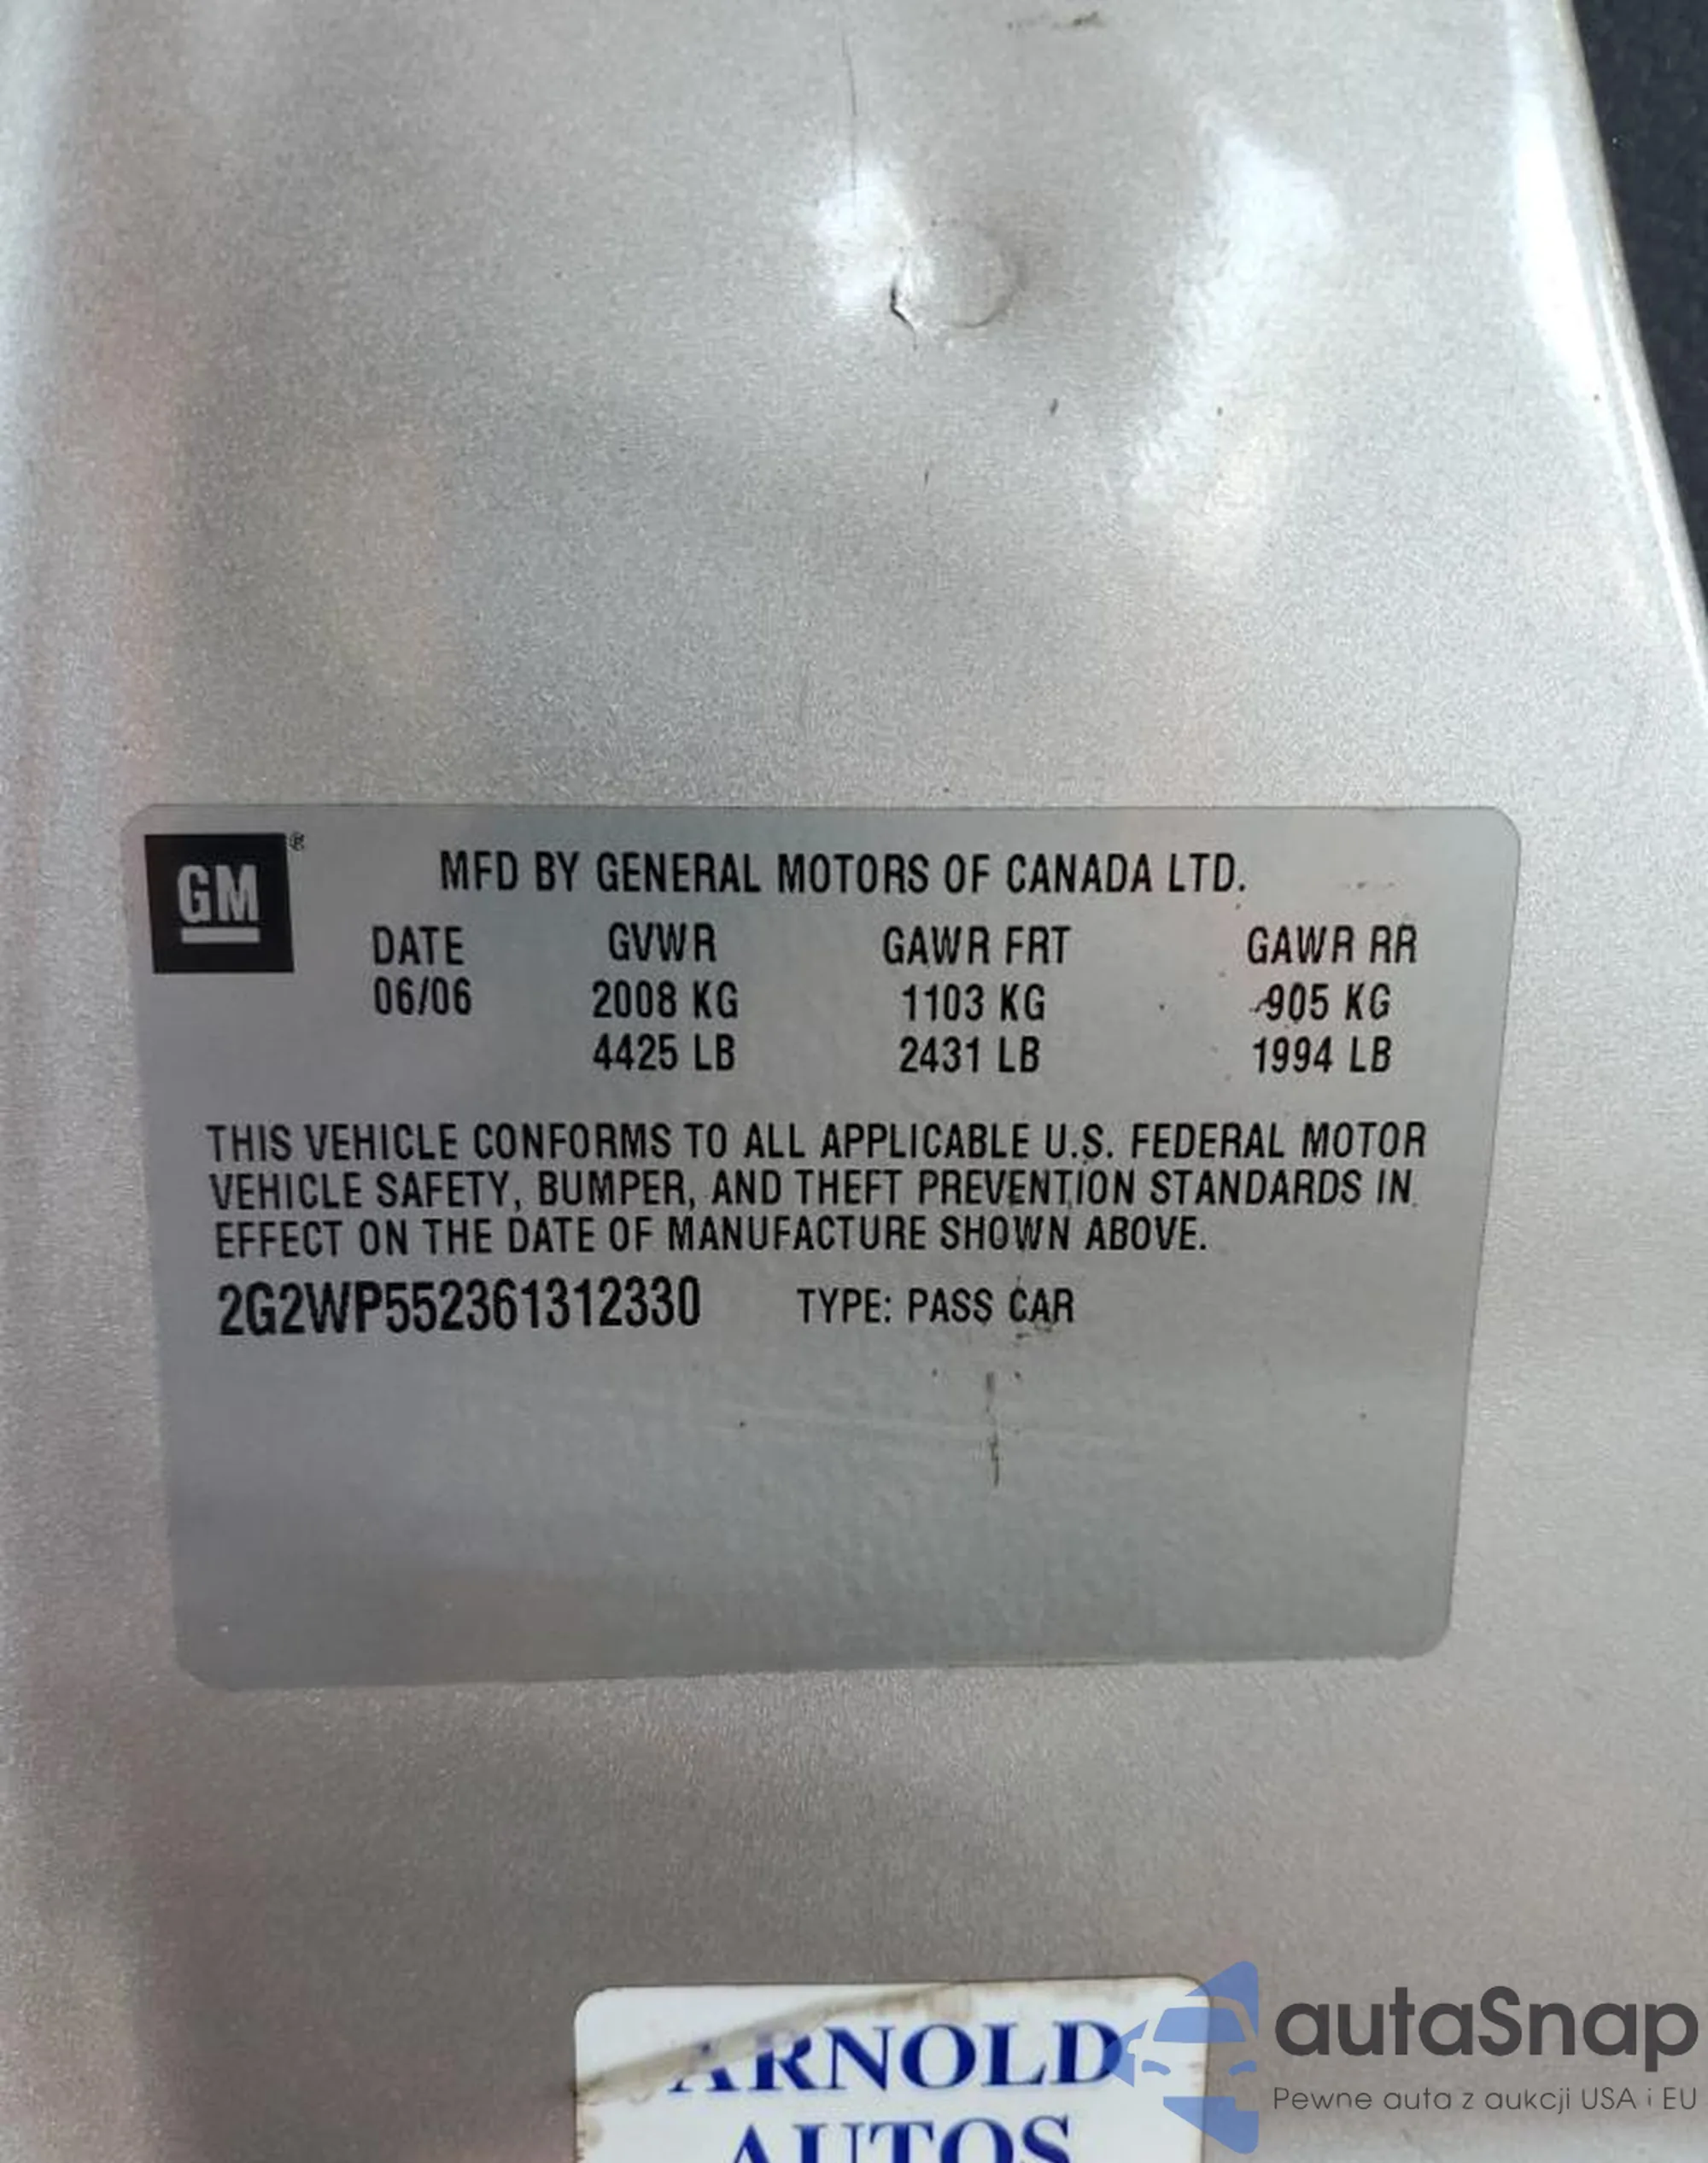 GM®
MFD BY GENERAL MOTORS OF CANADA LTD.
DATE GVWR GAWR FRT GAWR RR
06/06 2008 KG 1103 KG 905 KG
4425 LB 2431 LB 1994 LB
THIS VEHICLE CONFORMS TO ALL APPLICABLE U.S. FEDERAL MOTOR
VEHICLE SAFETY, BUMPER, AND THEFT PREVENTION STANDARDS IN
EFFECT ON THE DATE OF MANUFACTURE SHOWN ABOVE.
2G2WP552361312330 TYPE: PASS CAR
ARNOLD
AUTOS
autaSnap
Pewne auta z aukcji USA i EU